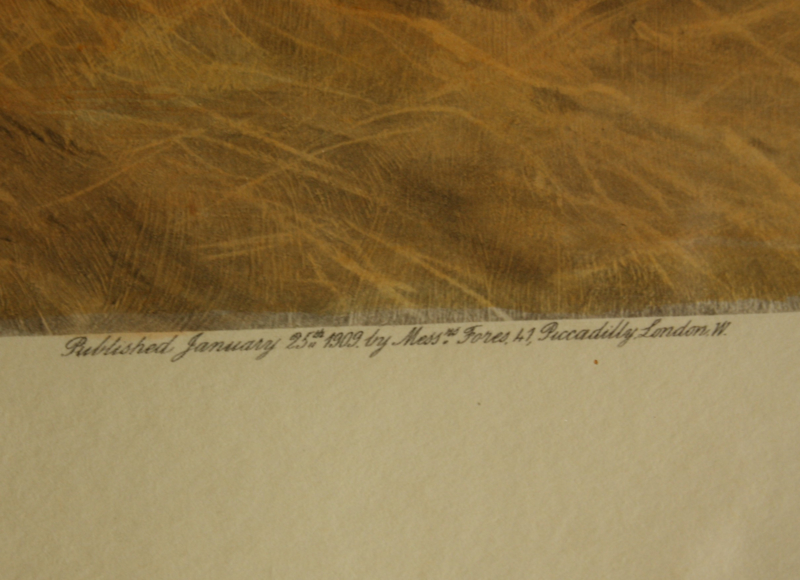 Published January 25th 1909. by Messrs Fores, 41, Piccadilly, London, W.